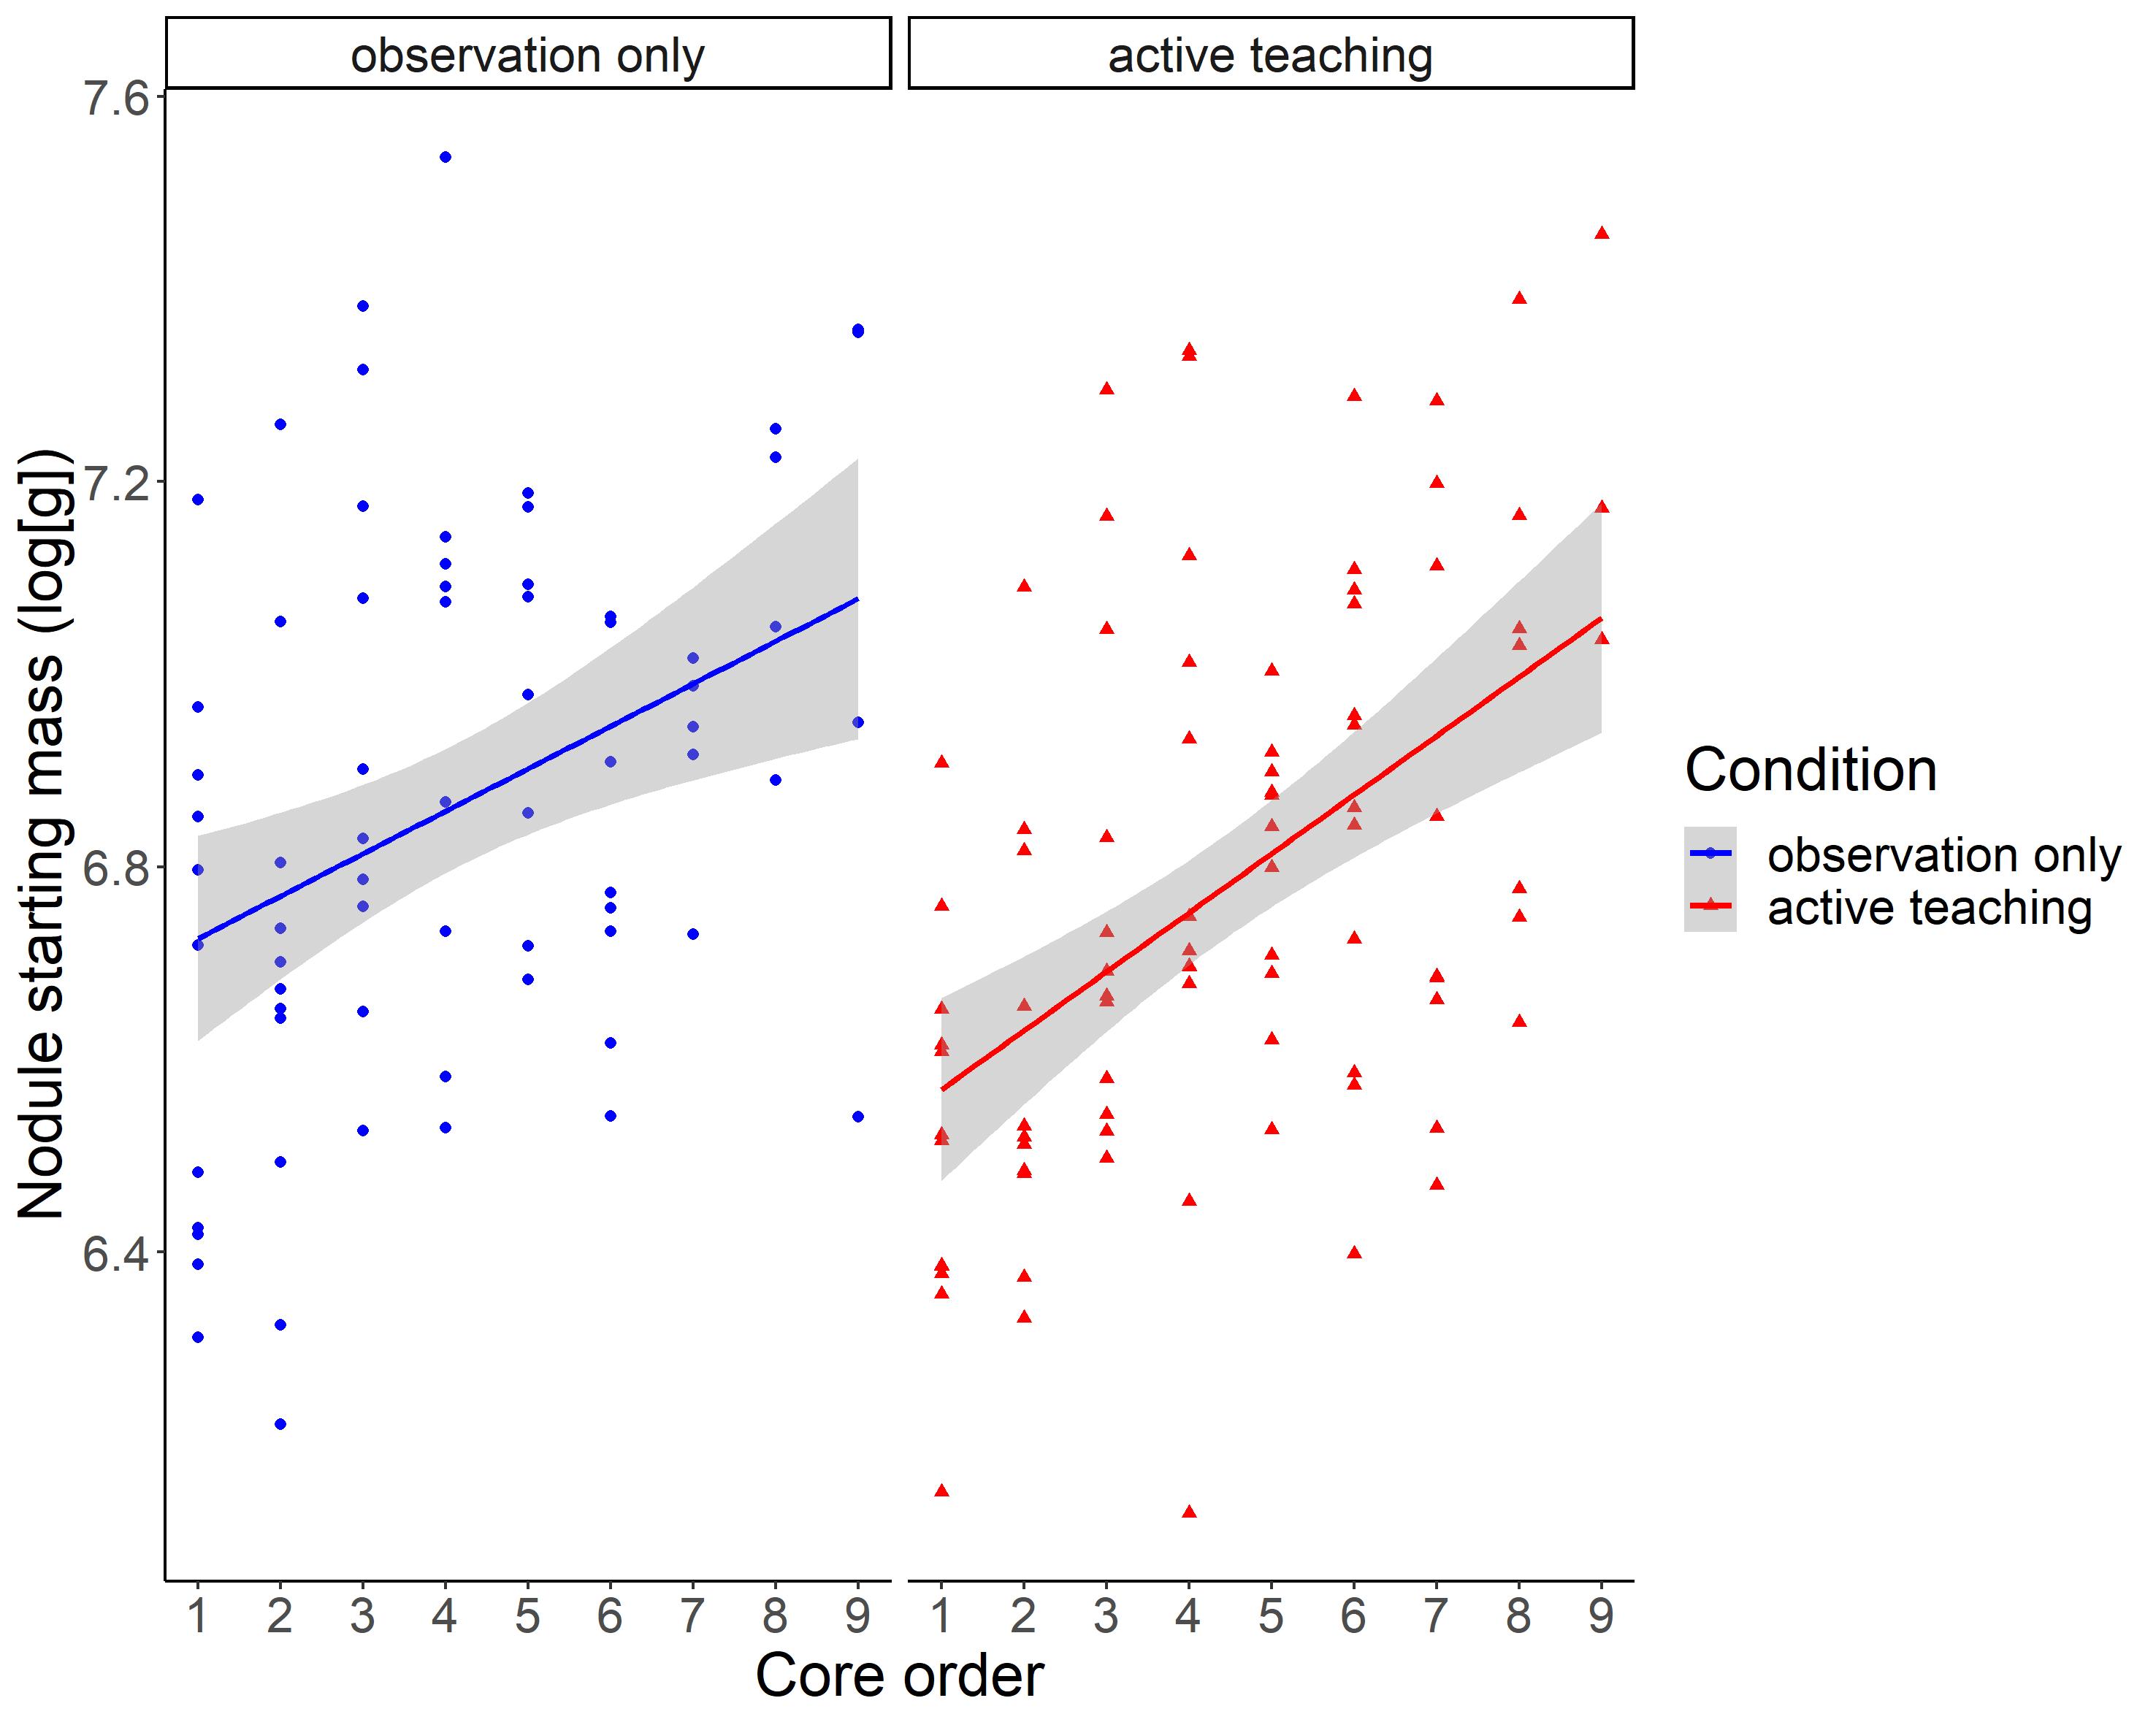 observation only
active teaching
7.6
7.2
6.8
6.4
Nodule starting mass (log[g])
1 2 3 4 5 6 7 8 9
1 2 3 4 5 6 7 8 9
Core order
Condition
observation only
active teaching